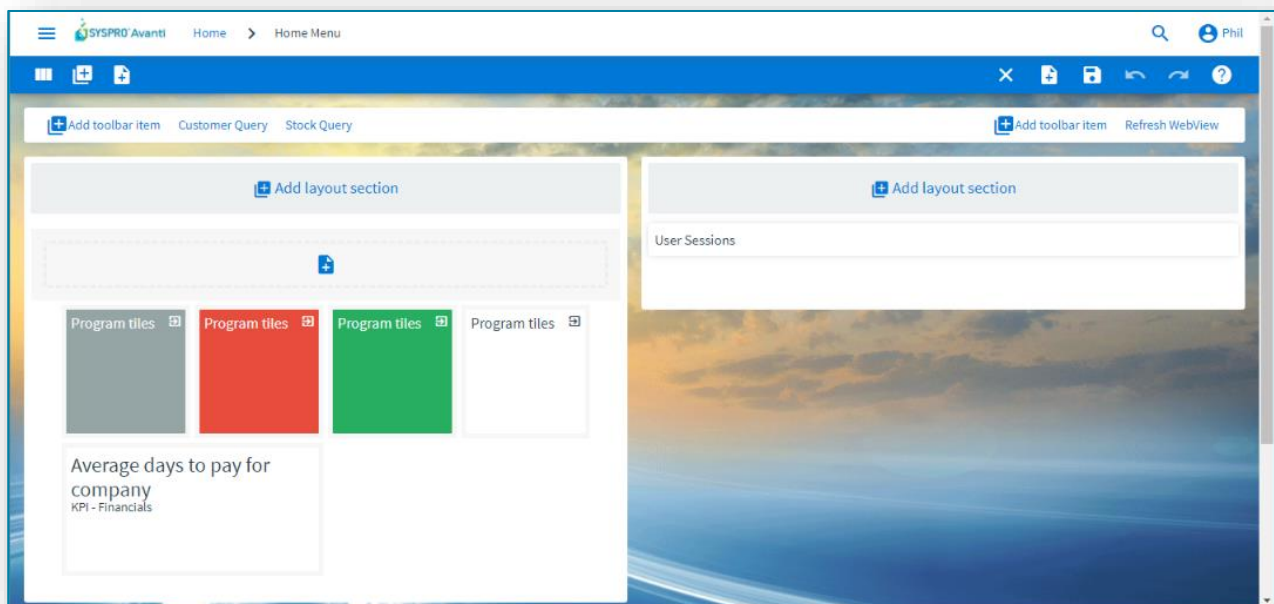 SYSPRO Avanti Home > Home Menu Phil
Add toolbar item Customer Query Stock Query Add toolbar item Refresh WebView
Add layout section Add layout section
User Sessions
Program tiles Program tiles Program tiles Program tiles
Average days to pay for
company
KPI - Financials